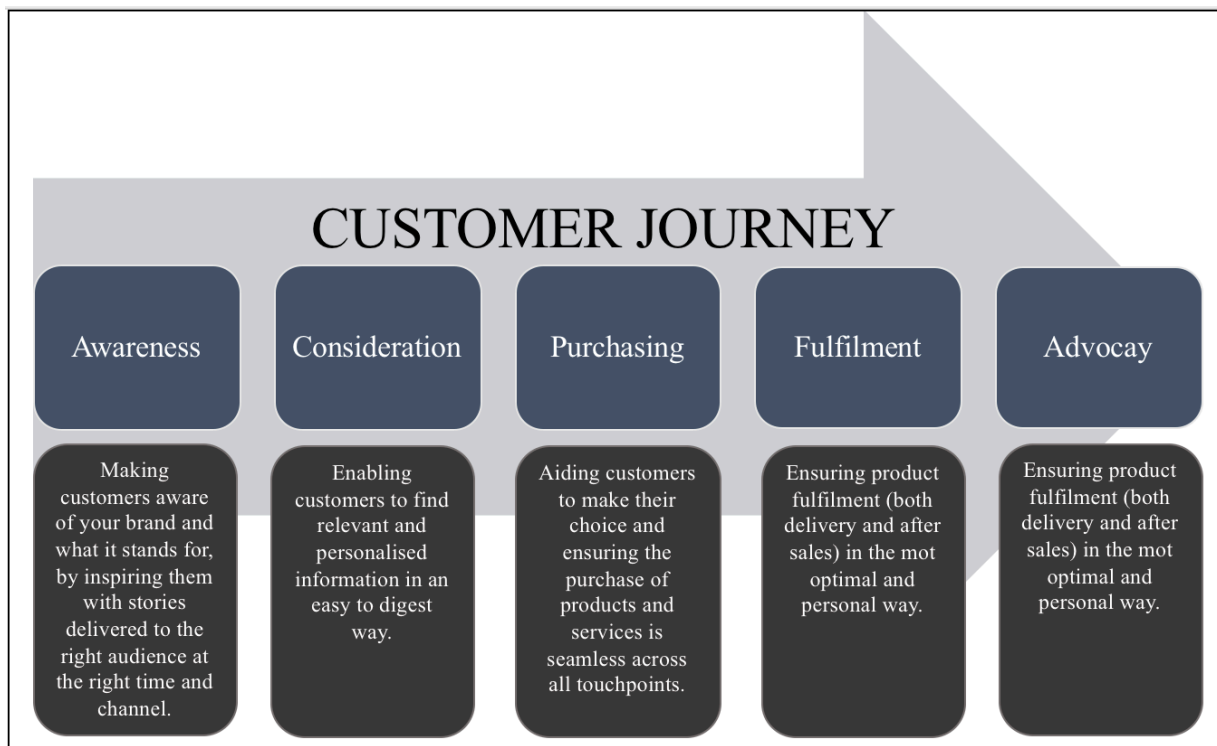 CUSTOMER JOURNEY
Awareness
Consideration
Purchasing
Fulfilment
Advocay
Making
customers aware
of your brand and
what it stands for,
by inspiring them
with stories
delivered to the
right audience at
the right time and
channel.
Enabling
customers to find
relevant and
personalised
information in an
easy to digest
way.
Aiding customers
to make their
choice and
ensuring the
purchase of
products and
services is
seamless across
all touchpoints.
Ensuring product
fulfilment (both
delivery and after
sales) in the mot
optimal and
personal way.
Ensuring product
fulfilment (both
delivery and after
sales) in the mot
optimal and
personal way.